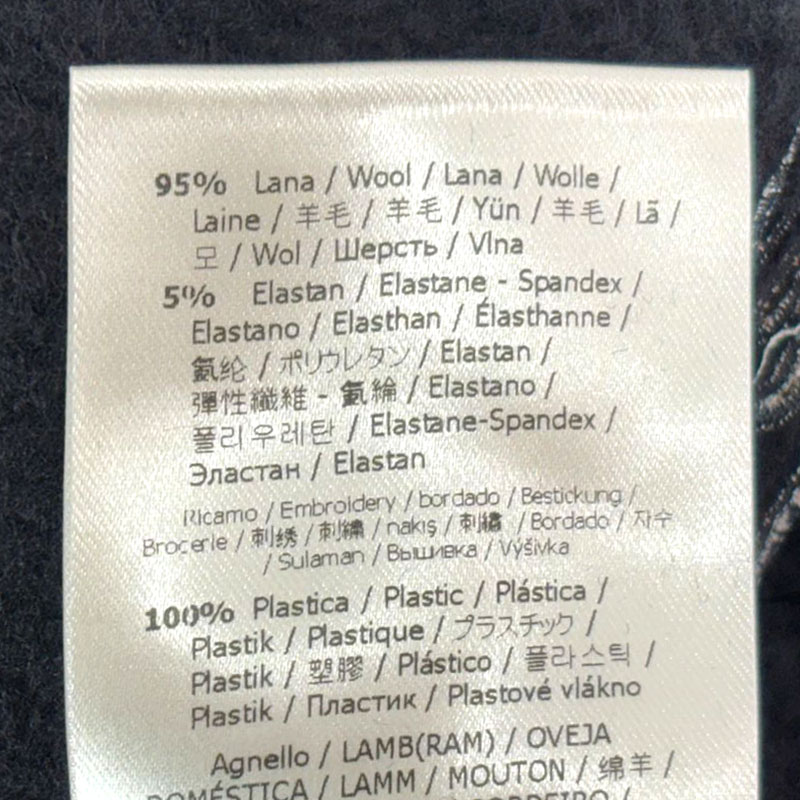 95% Lana / Wool / Lana / Wolle /
Laine / 羊毛 / 羊毛 / Yün / 羊毛 / Lã /
모 / Wol / Шерсть / Vlna
5% Elastan / Elastane - Spandex /
Elastano / Elasthan / Élasthanne /
氨纶 / ポリウレタン / Elastan /
彈性纖維 - 氨綸 / Elastano /
폴리우레탄 / Elastane-Spandex /
Эластан / Elastan
Ricamo / Embroidery / bordado / Bestickung /
Brocerie / 刺绣 / 刺繍 / nakış / 刺繡 / Bordado / 자수
/ Sulaman / Вышивка / Výšivka
100% Plastica / Plastic / Plástica /
Plastik / Plastique / プラスチック /
Plastik / 塑膠 / Plástico / 플라스틱 /
Plastik / Пластик / Plastové vlákno
Agnello / LAMB(RAM) / OVEJA
DOMÉSTICA / LAMM / MOUTON / 绵羊 /